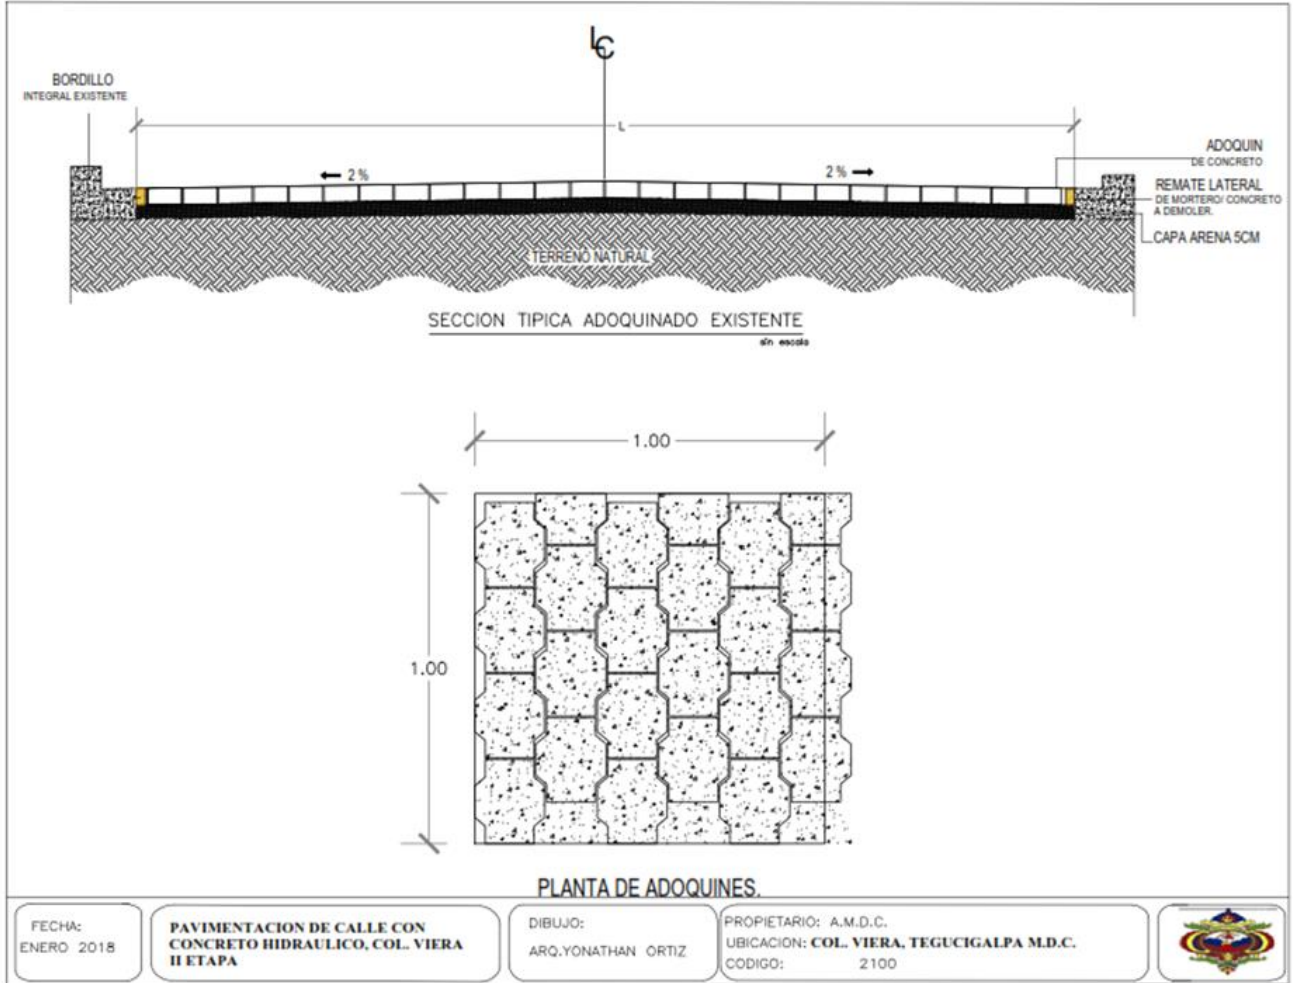 ℄
BORDILLO
INTEGRAL EXISTENTE
L
ADOQUIN
DE CONCRETO
2 %
2 %
REMATE LATERAL
DE MORTERO/ CONCRETO
A DEMOLER.
CAPA ARENA 5CM
TERRENO NATURAL
SECCION TIPICA ADOQUINADO EXISTENTE
sin escala
1.00
1.00
PLANTA DE ADOQUINES.
FECHA:
ENERO 2018
PAVIMENTACION DE CALLE CON
CONCRETO HIDRAULICO, COL. VIERA
II ETAPA
DIBUJO:
ARQ.YONATHAN ORTIZ
PROPIETARIO: A.M.D.C.
UBICACION: COL. VIERA, TEGUCIGALPA M.D.C.
CODIGO: 2100